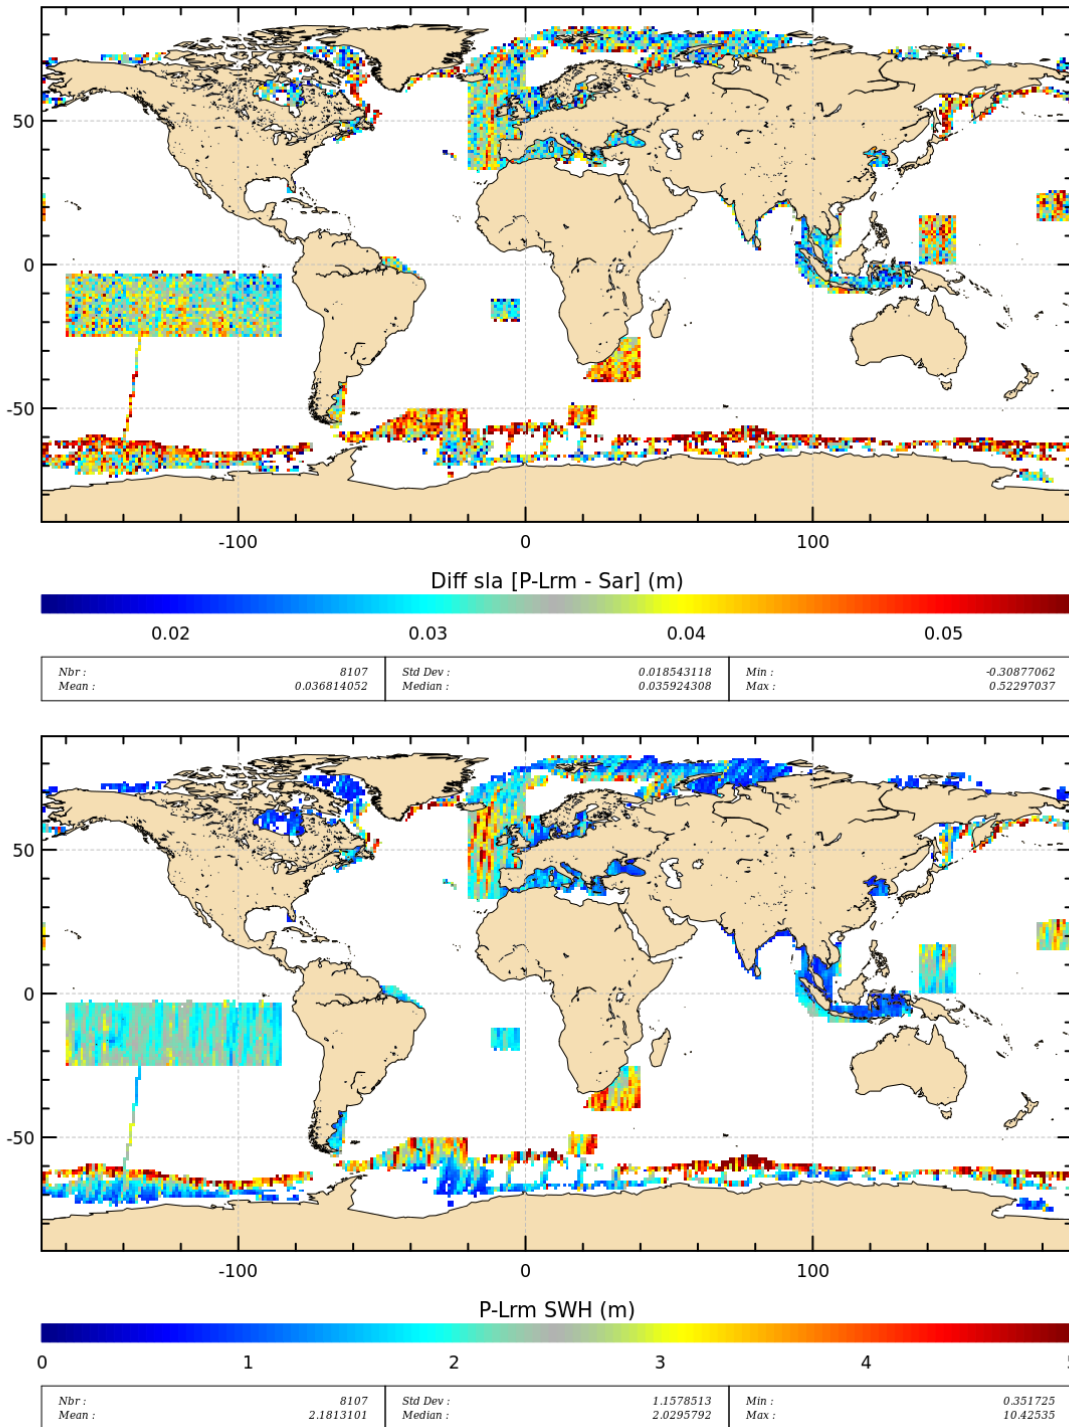 50
0
-50
-100 0 100
Diff sla [P-Lrm - Sar] (m)
0.02 0.03 0.04 0.05
Nbr : 8107 Std Dev : 0.018543118 Min : -0.30877062
Mean : 0.036814052 Median : 0.035924308 Max : 0.52297037
50
0
-50
-100 0 100
P-Lrm SWH (m)
0 1 2 3 4 5
Nbr : 8107 Std Dev : 1.1578513 Min : 0.351725
Mean : 2.1813101 Median : 2.0295792 Max : 10.42535